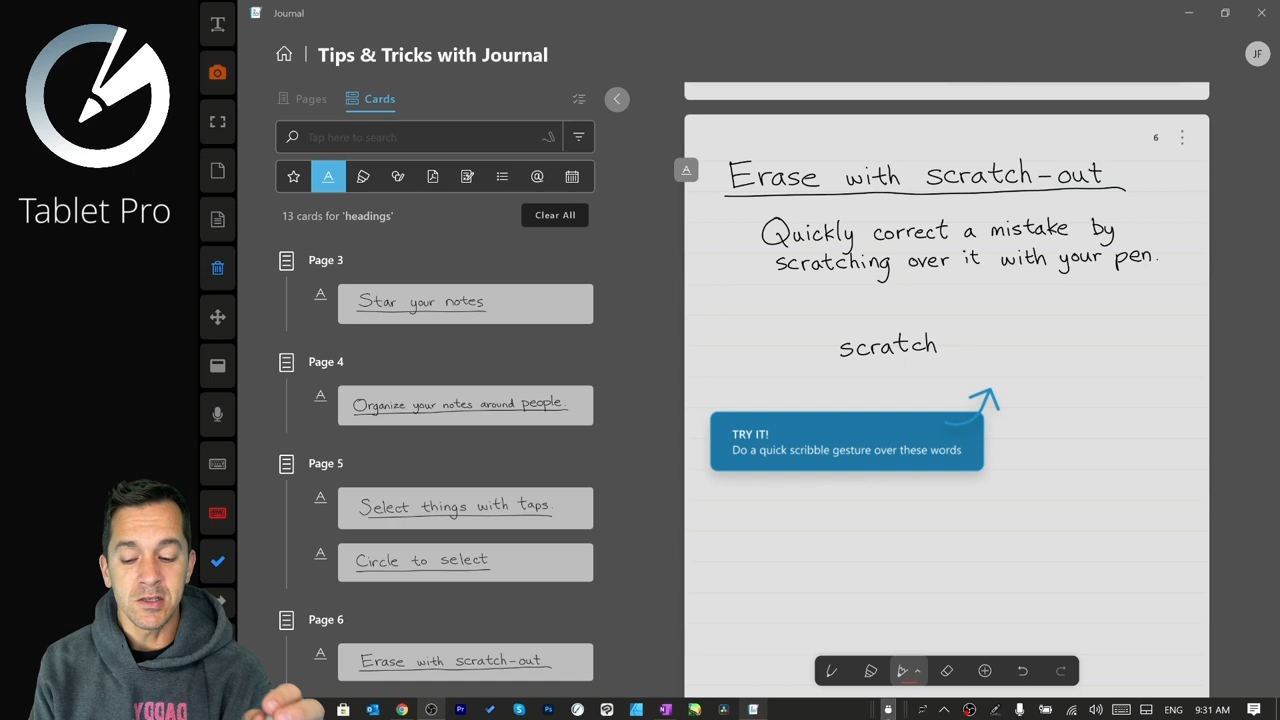 Journal
Tips & Tricks with Journal
JF
Pages
Cards
Tap here to search
13 cards for 'headings'
Clear All
Page 3
Star your notes
Page 4
Organize your notes around people.
Page 5
Select things with taps.
Circle to select
Page 6
Erase with scratch-out
6
Erase with scratch-out
Quickly correct a mistake by
scratching over it with your pen.
scratch
TRY IT!
Do a quick scribble gesture over these words
Tablet Pro
DADDY
ENG
9:31 AM